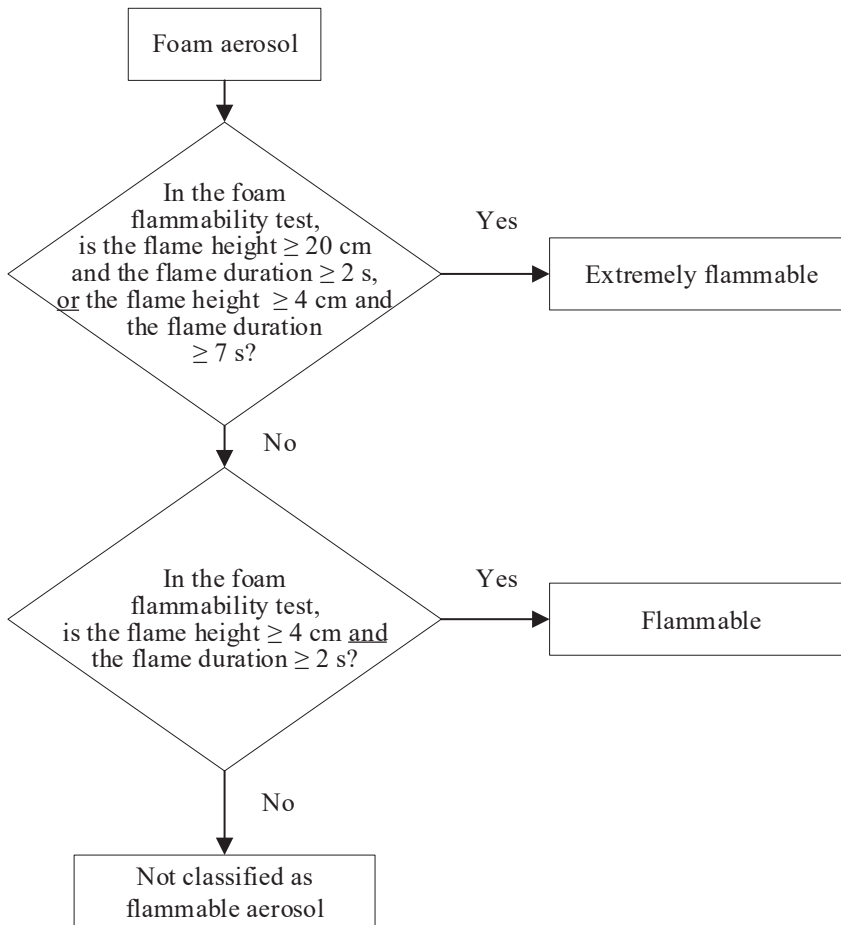 Foam aerosol
In the foam
flammability test,
is the flame height ≥ 20 cm
and the flame duration ≥ 2 s,
or the flame height ≥ 4 cm and
the flame duration
≥ 7 s?
Yes
Extremely flammable
No
In the foam
flammability test,
is the flame height ≥ 4 cm and
the flame duration ≥ 2 s?
Yes
Flammable
No
Not classified as
flammable aerosol